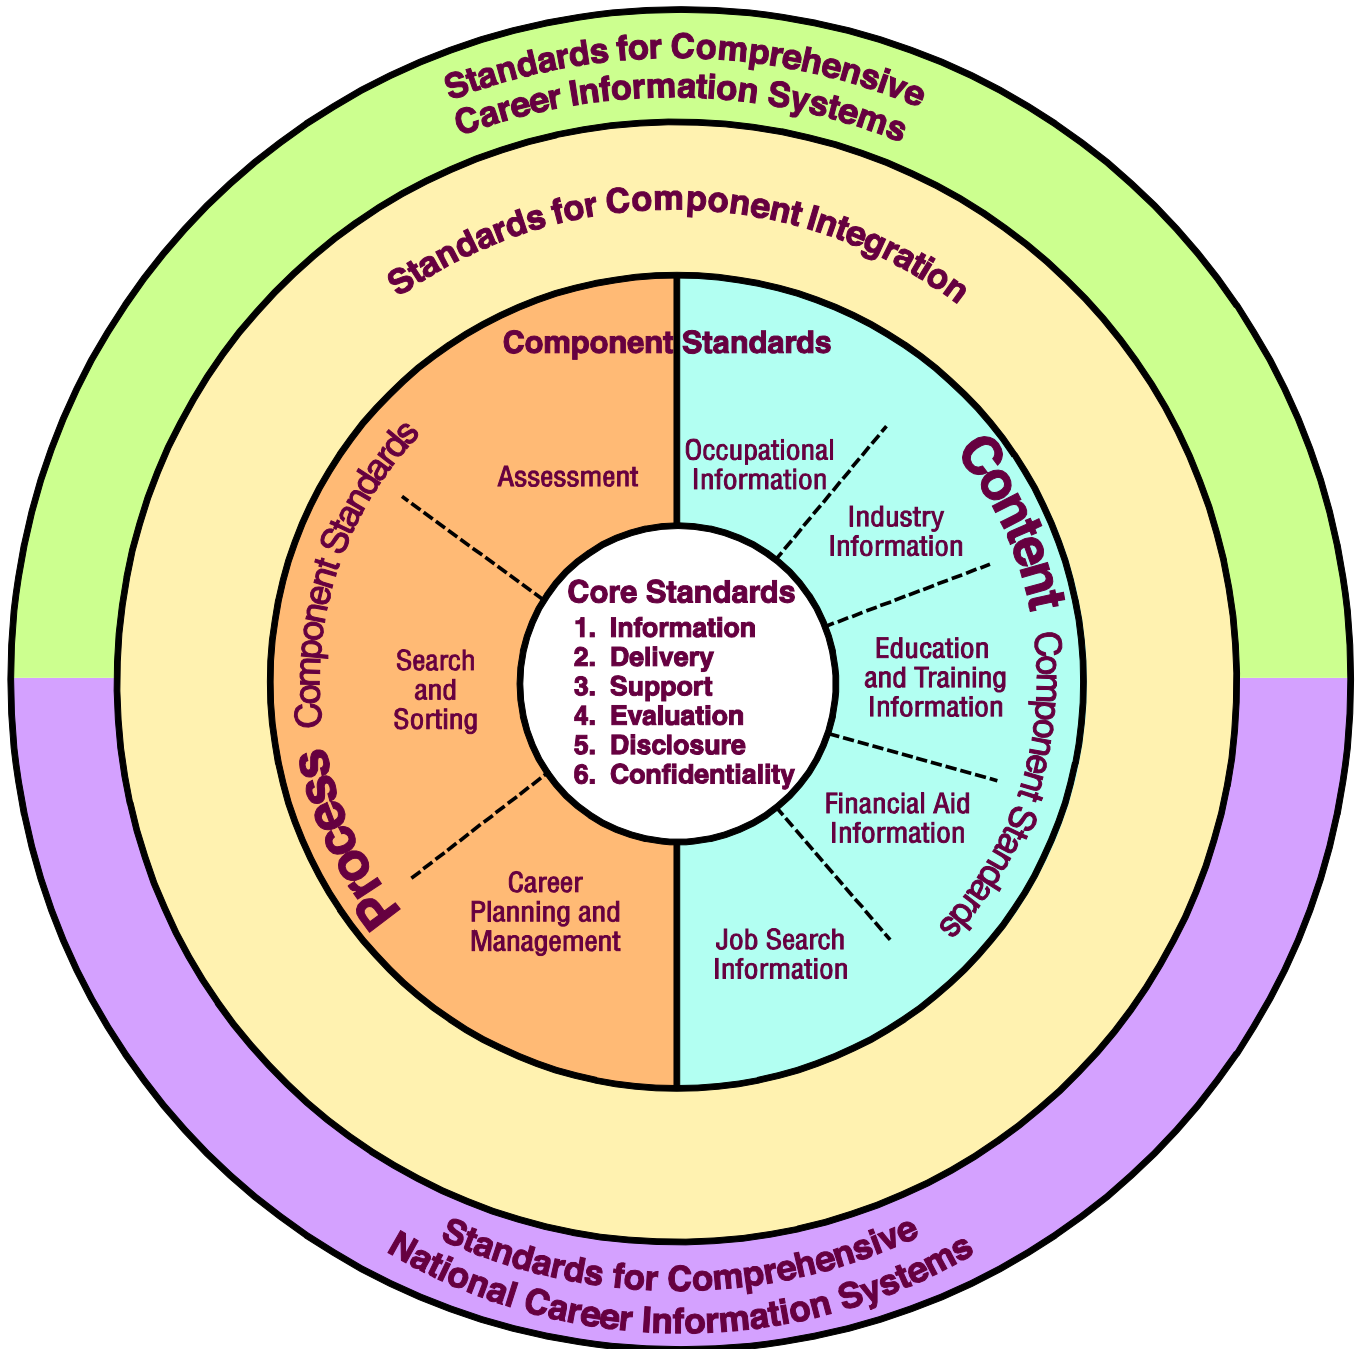 Standards for Comprehensive
Career Information Systems
Standards for Component Integration
Component Standards
Process Component Standards
Assessment
Search
and
Sorting
Career
Planning and
Management
Content Component Standards
Occupational
Information
Industry
Information
Education
and Training
Information
Financial Aid
Information
Job Search
Information
Core Standards
1. Information
2. Delivery
3. Support
4. Evaluation
5. Disclosure
6. Confidentiality
Standards for Comprehensive
National Career Information Systems